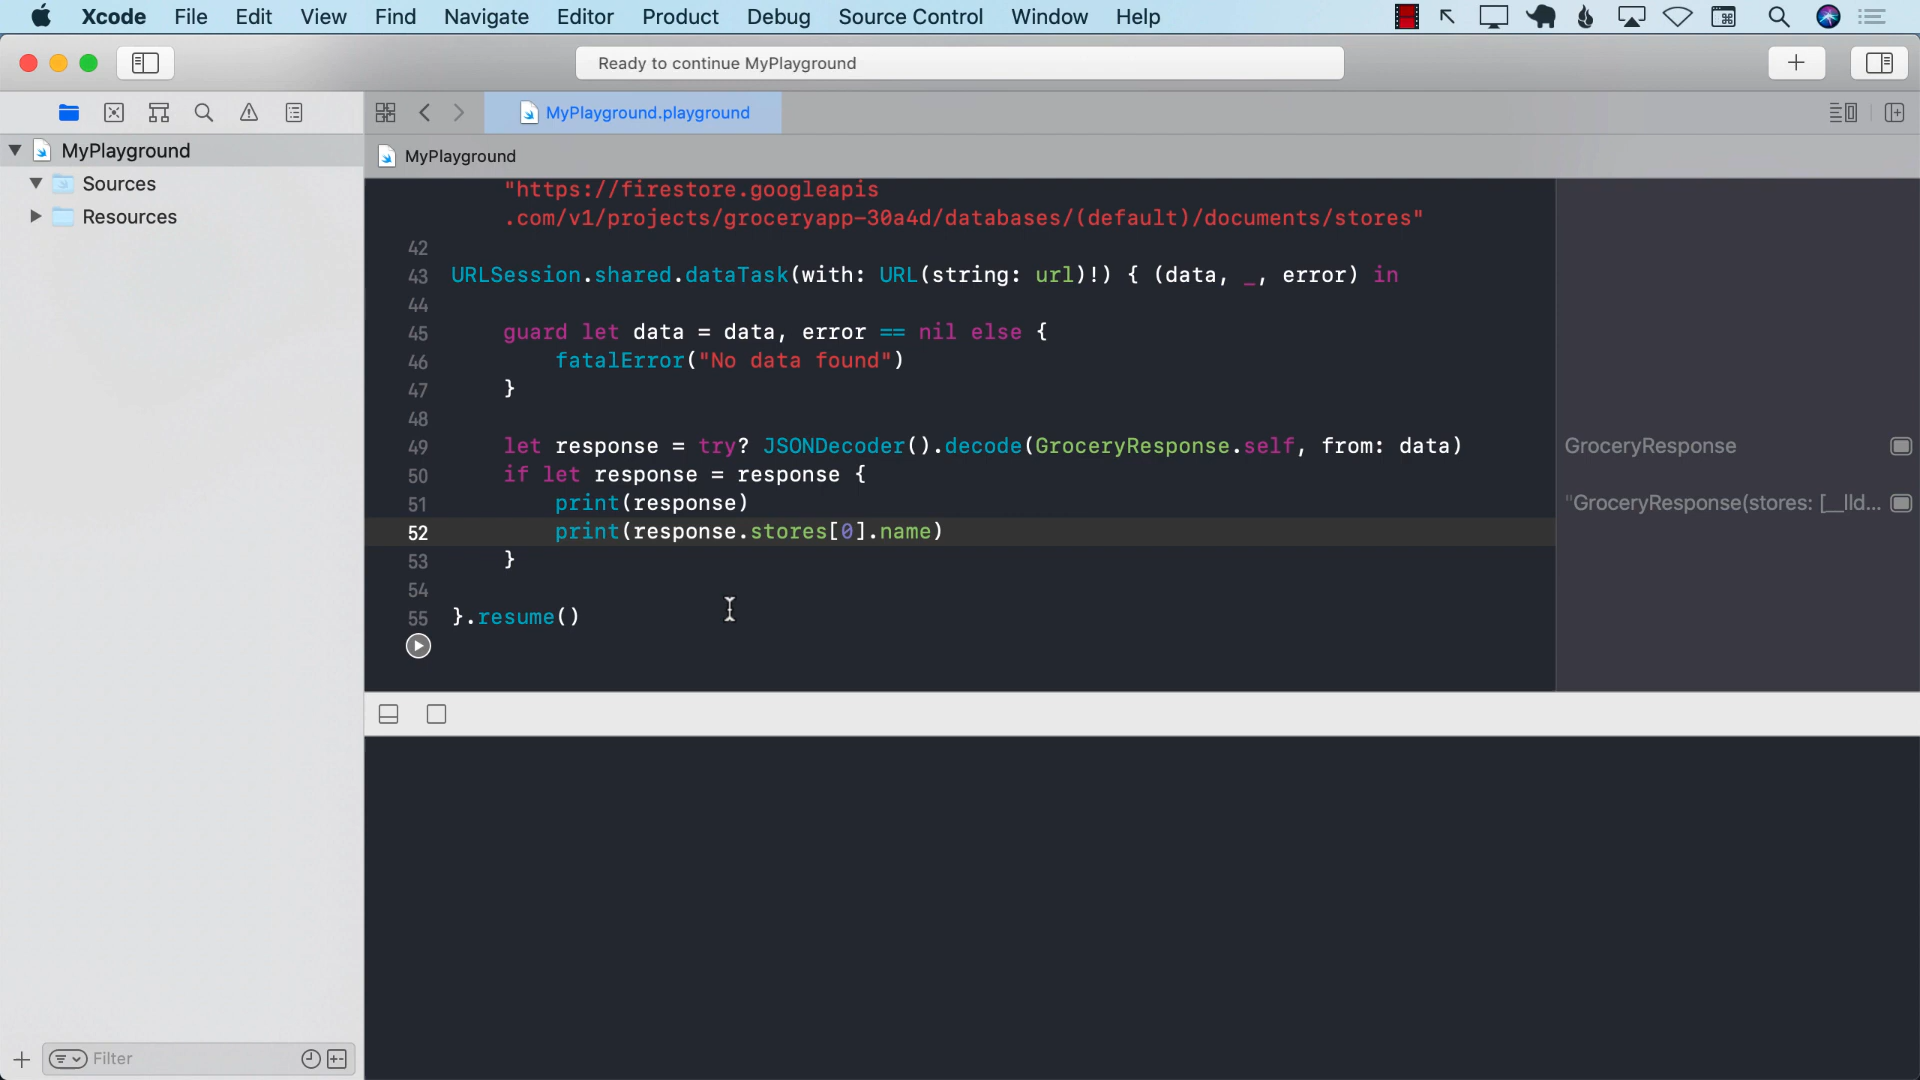 Xcode File Edit View Find Navigate Editor Product Debug Source Control Window Help
Ready to continue MyPlayground
MyPlayground.playground
MyPlayground
Sources
Resources
MyPlayground
"https://firestore.googleapis
.com/v1/projects/groceryapp-30a4d/databases/(default)/documents/stores"
42
43 URLSession.shared.dataTask(with: URL(string: url)!) { (data, _, error) in
44
45 guard let data = data, error == nil else {
46 fatalError("No data found")
47 }
48
49 let response = try? JSONDecoder().decode(GroceryResponse.self, from: data)
50 if let response = response {
51 print(response)
52 print(response.stores[0].name)
53 }
54
55 }.resume()
GroceryResponse
"GroceryResponse(stores: [__lld...
Filter